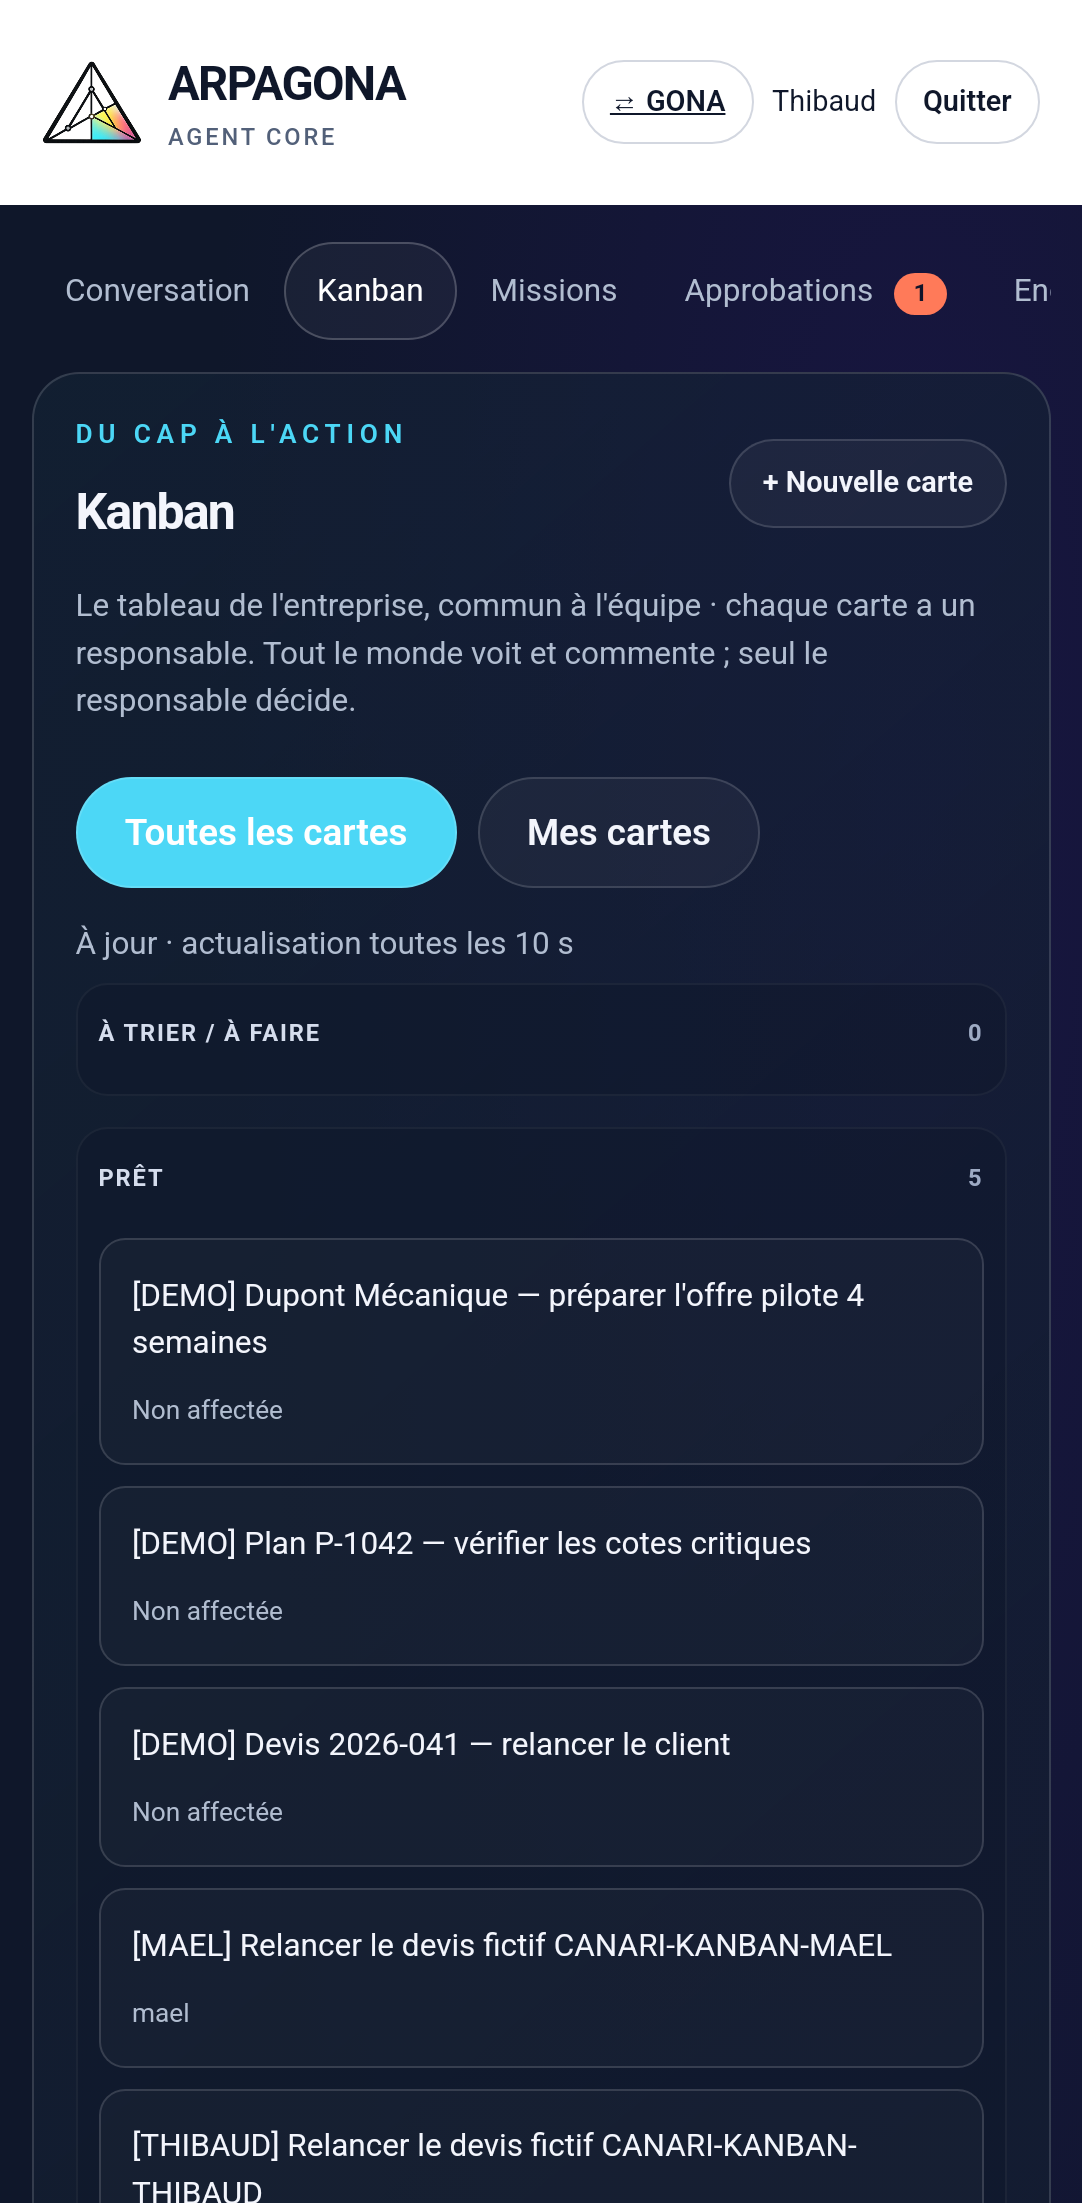 ARPAGONA
AGENT CORE
⇄ GONA
Thibaud
Quitter
Conversation
Kanban
Missions
Approbations 1
DU CAP À L'ACTION
Kanban
+ Nouvelle carte
Le tableau de l'entreprise, commun à l'équipe · chaque carte a un
responsable. Tout le monde voit et commente ; seul le
responsable décide.
Toutes les cartes
Mes cartes
À jour · actualisation toutes les 10 s
À TRIER / À FAIRE 0
PRÊT 5
[DEMO] Dupont Mécanique — préparer l'offre pilote 4
semaines
Non affectée
[DEMO] Plan P-1042 — vérifier les cotes critiques
Non affectée
[DEMO] Devis 2026-041 — relancer le client
Non affectée
[MAEL] Relancer le devis fictif CANARI-KANBAN-MAEL
mael
[THIBAUD] Relancer le devis fictif CANARI-KANBAN-
THIBAUD